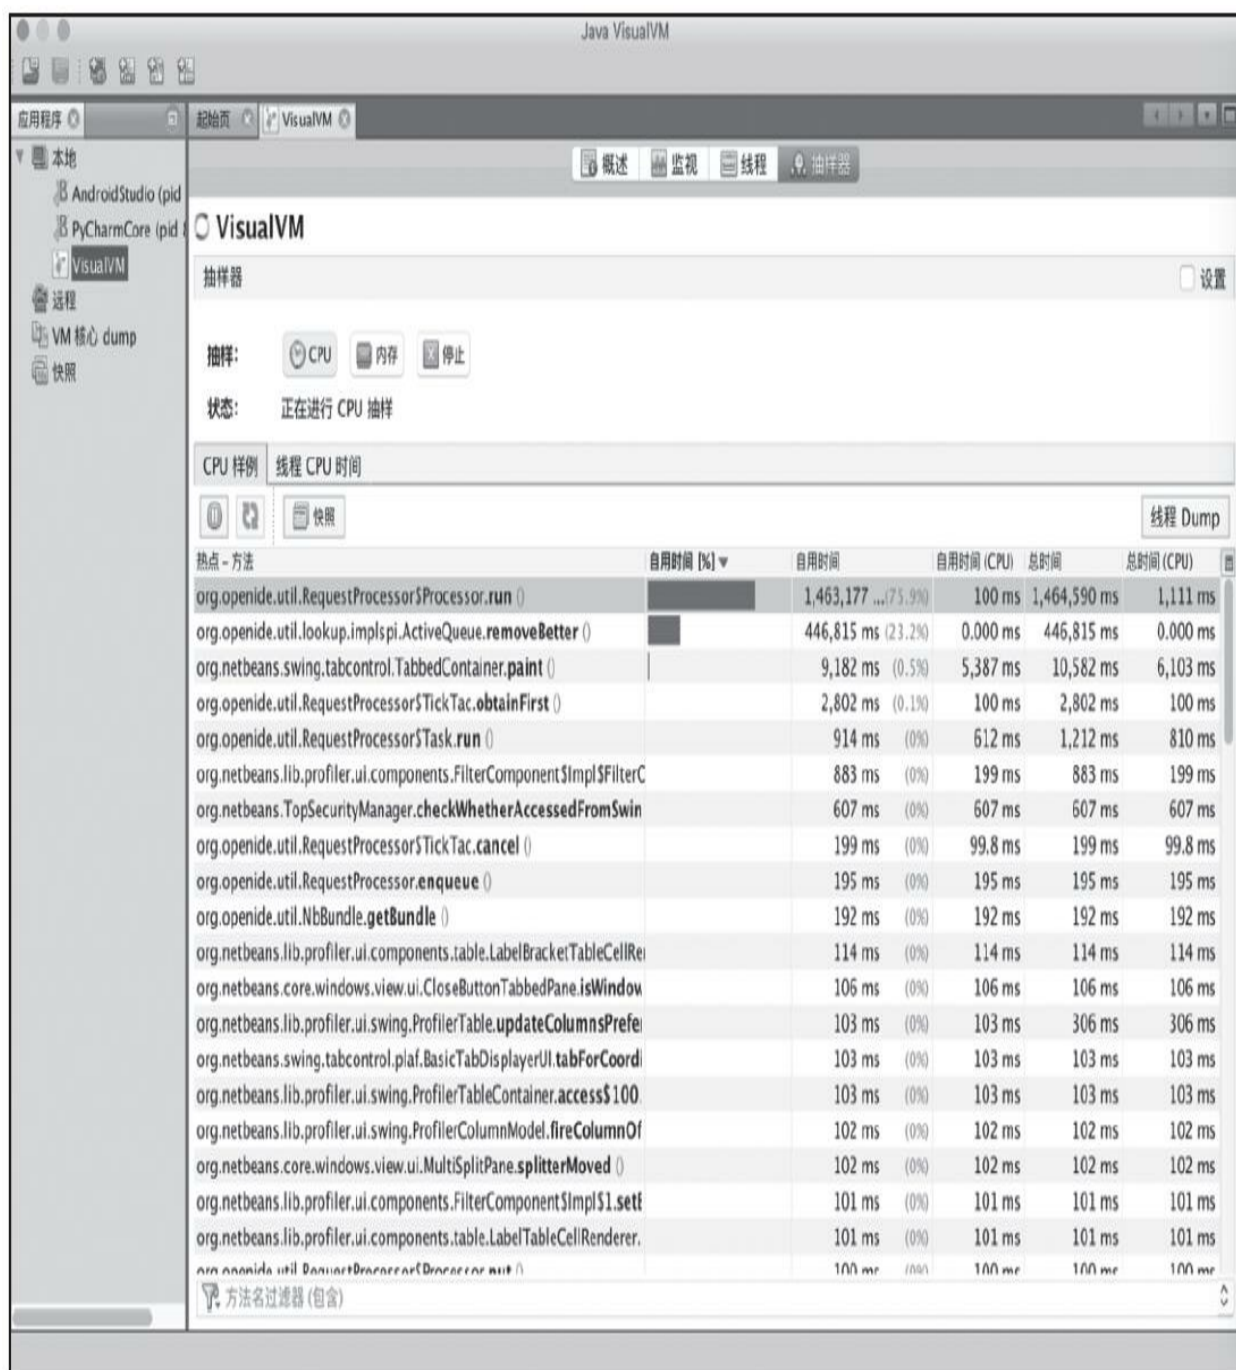 Java VisualVM
应用程序
起始页 VisualVM
本地
AndroidStudio (pid
PyCharmCore (pid
VisualVM
远程
VM 核心 dump
快照
概述 监视 线程 抽样器
VisualVM
抽样器 设置
抽样: CPU 内存 停止
状态: 正在进行 CPU 抽样
CPU 样例 线程 CPU 时间
快照 线程 Dump
热点 - 方法 自用时间 [%] 自用时间 自用时间 (CPU) 总时间 总时间 (CPU)
org.openide.util.RequestProcessor$Processor.run () 1,463,177 ...(75.9%) 100 ms 1,464,590 ms 1,111 ms
org.openide.util.lookup.implspi.ActiveQueue.removeBetter () 446,815 ms (23.2%) 0.000 ms 446,815 ms 0.000 ms
org.netbeans.swing.tabcontrol.TabbedContainer.paint () 9,182 ms (0.5%) 5,387 ms 10,582 ms 6,103 ms
org.openide.util.RequestProcessor$TickTac.obtainFirst () 2,802 ms (0.1%) 100 ms 2,802 ms 100 ms
org.openide.util.RequestProcessor$Task.run () 914 ms (0%) 612 ms 1,212 ms 810 ms
org.netbeans.lib.profiler.ui.components.FilterComponent$Impl$FilterC 883 ms (0%) 199 ms 883 ms 199 ms
org.netbeans.TopSecurityManager.checkWhetherAccessedFromSwin 607 ms (0%) 607 ms 607 ms 607 ms
org.openide.util.RequestProcessor$TickTac.cancel () 199 ms (0%) 99.8 ms 199 ms 99.8 ms
org.openide.util.RequestProcessor.enqueue () 195 ms (0%) 195 ms 195 ms 195 ms
org.openide.util.NbBundle.getBundle () 192 ms (0%) 192 ms 192 ms 192 ms
org.netbeans.lib.profiler.ui.components.table.LabelBracketTableCellRe 114 ms (0%) 114 ms 114 ms 114 ms
org.netbeans.core.windows.view.ui.CloseButtonTabbedPane.isWindow 106 ms (0%) 106 ms 106 ms 106 ms
org.netbeans.lib.profiler.ui.swing.ProfilerTable.updateColumnsPrefe 103 ms (0%) 103 ms 306 ms 306 ms
org.netbeans.swing.tabcontrol.plaf.BasicTabDisplayerUI.tabForCoordi 103 ms (0%) 103 ms 103 ms 103 ms
org.netbeans.lib.profiler.ui.swing.ProfilerTableContainer.access$100 103 ms (0%) 103 ms 103 ms 103 ms
org.netbeans.lib.profiler.ui.swing.ProfilerColumnModel.fireColumnOf 102 ms (0%) 102 ms 102 ms 102 ms
org.netbeans.core.windows.view.ui.MultiSplitPane.splitterMoved () 102 ms (0%) 102 ms 102 ms 102 ms
org.netbeans.lib.profiler.ui.components.FilterComponent$Impl$1.setE 101 ms (0%) 101 ms 101 ms 101 ms
org.netbeans.lib.profiler.ui.components.table.LabelTableCellRenderer. 101 ms (0%) 101 ms 101 ms 101 ms
org.openide.util.RequestProcessor$Processor.put () 100 ms (0%) 100 ms 100 ms 100 ms
方法名过滤器 (包含)